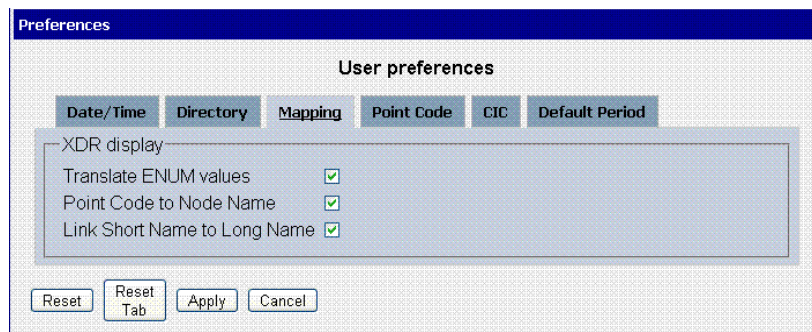 Preferences
User preferences
Date/Time Directory Mapping Point Code CIC Default Period
XDR display
Translate ENUM values
Point Code to Node Name
Link Short Name to Long Name
Reset Reset Tab Apply Cancel